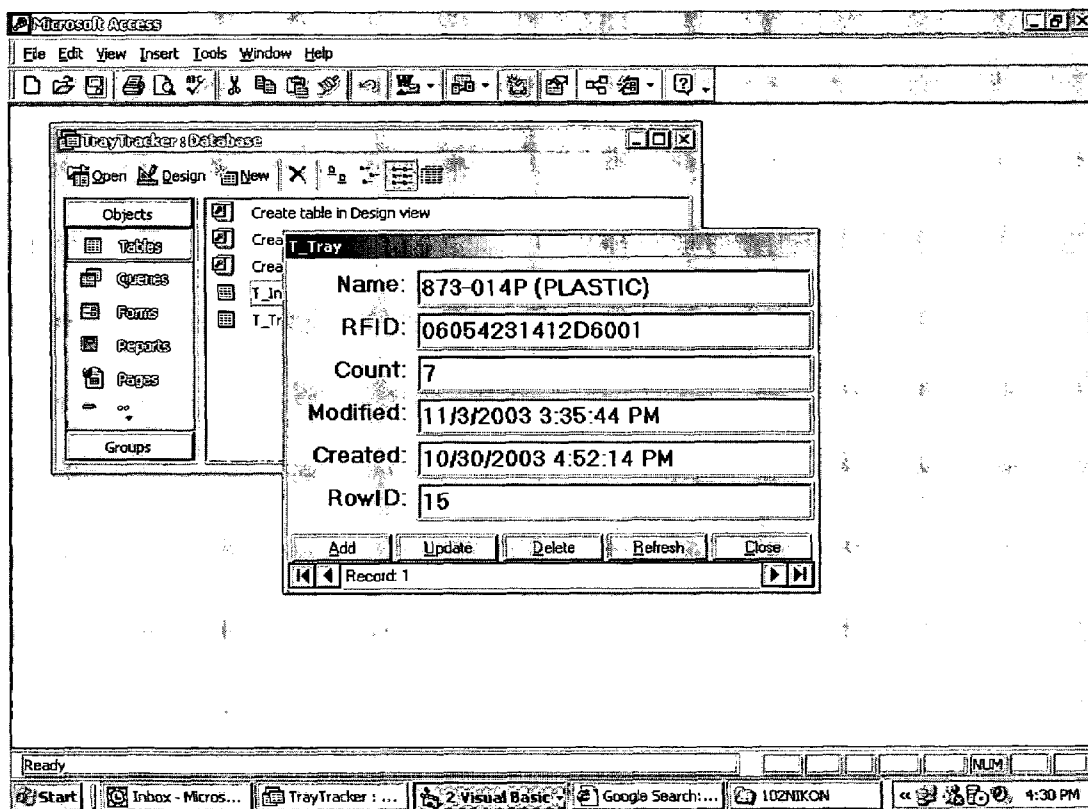 Microsoft Access
File Edit View Insert Tools Window Help
TrayTracker : Database
Open Design New
Objects
Create table in Design view
Tables
Crea
Queries
Crea
Forms
T_In
Reports
T_Tr
Pages
Groups
T_Tray
Name: 873-014P (PLASTIC)
RFID: 06054231412D6001
Count: 7
Modified: 11/3/2003 3:35:44 PM
Created: 10/30/2003 4:52:14 PM
RowID: 15
Add Update Delete Refresh Close
Record: 1
Ready
NUM
Start Inbox - Micros... TrayTracker : ... 2 Visual Basic Google Search:... 102NIKON « 4:30 PM